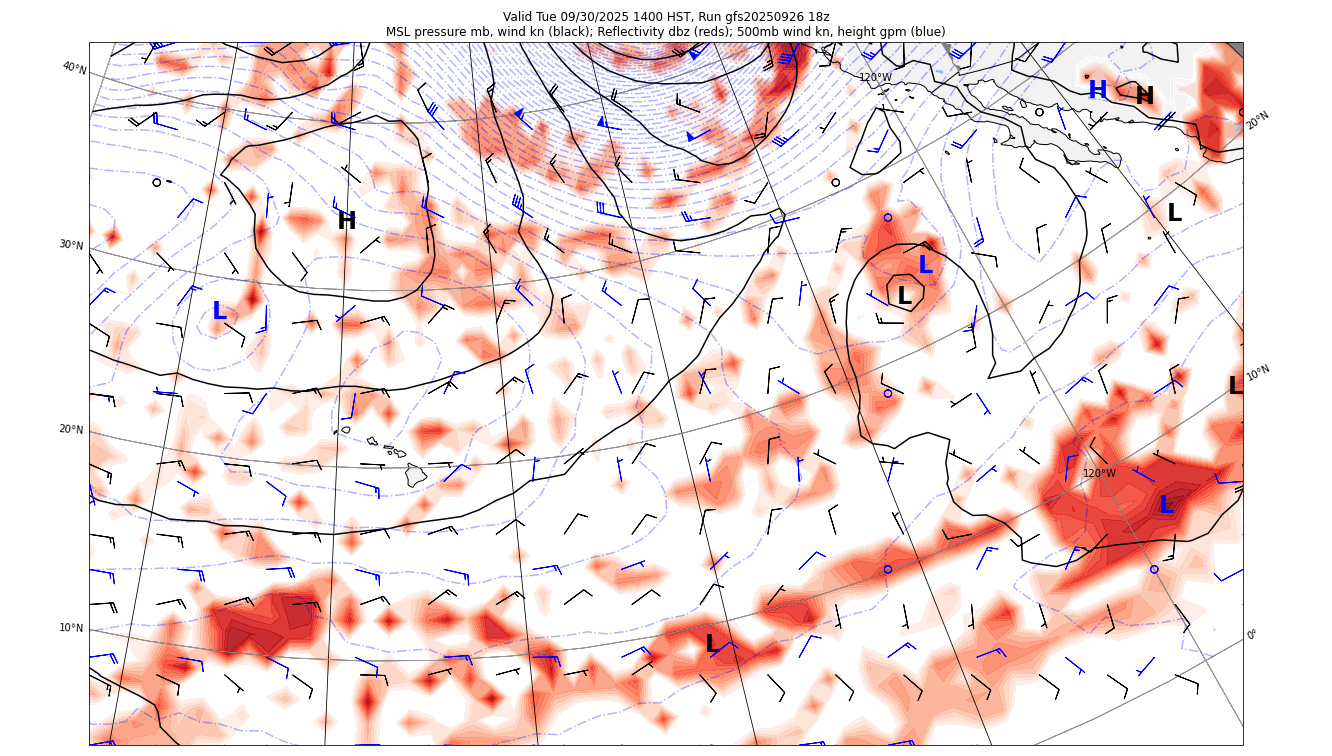 Valid Tue 09/30/2025 1400 HST, Run gfs20250926 18z
MSL pressure mb, wind kn (black); Reflectivity dbz (reds); 500mb wind kn, height gpm (blue)
40°N
120°W
H
H
20°N
L
H
30°N
L
L
L
10°N
L
20°N
120°W
L
10°N
L
0°